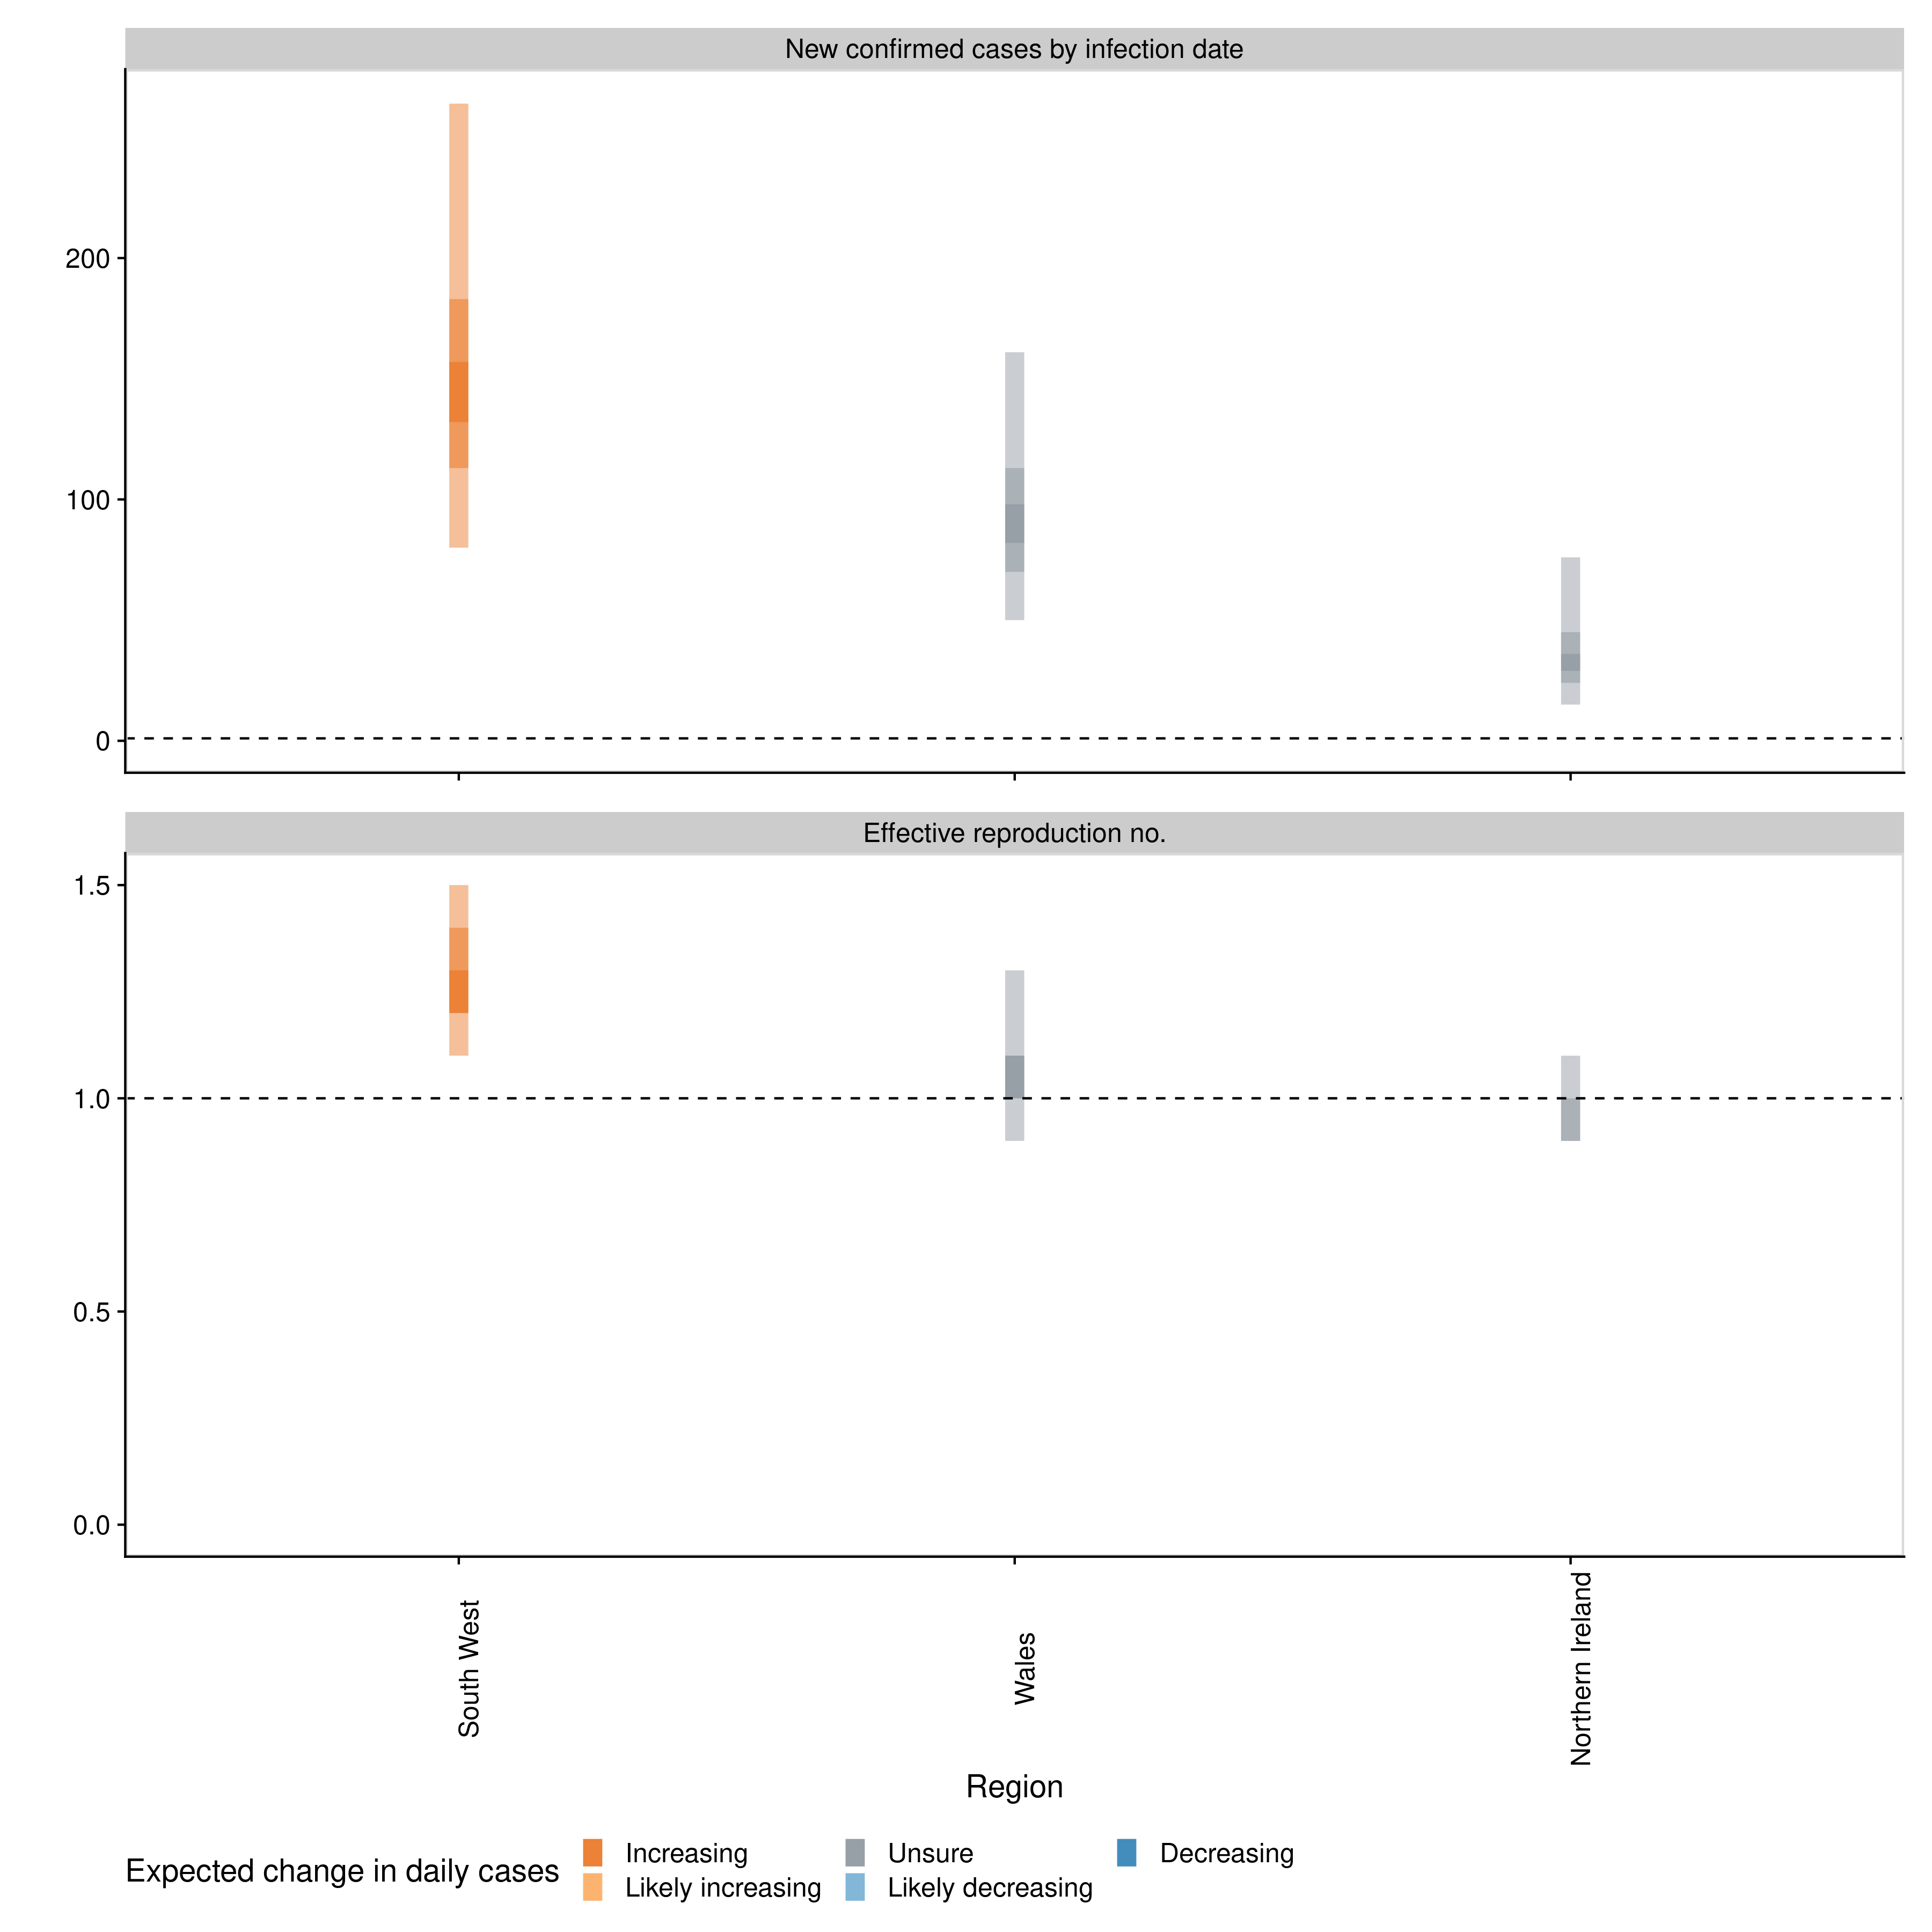 New confirmed cases by infection date
200
100
0
Effective reproduction no.
1.5
1.0
0.5
0.0
South West
Wales
Northern Ireland
Region
Expected change in daily cases
Increasing
Likely increasing
Unsure
Likely decreasing
Decreasing